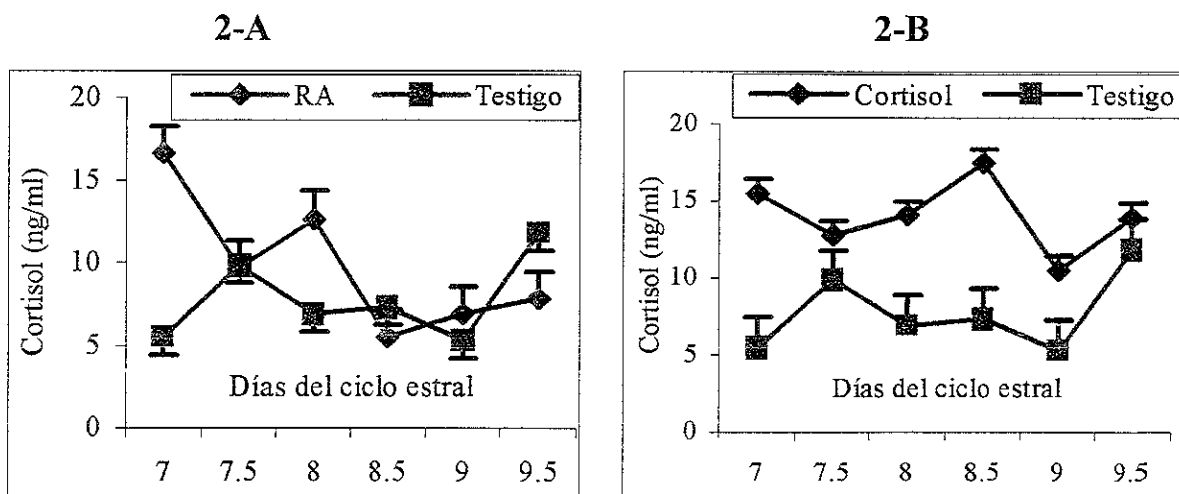 2-A
RA Testigo
20
15
10
5
0
Cortisol (ng/ml)
Días del ciclo estral
7 7.5 8 8.5 9 9.5
2-B
Cortisol Testigo
20
15
10
5
0
Cortisol (ng/ml)
Días del ciclo estral
7 7.5 8 8.5 9 9.5